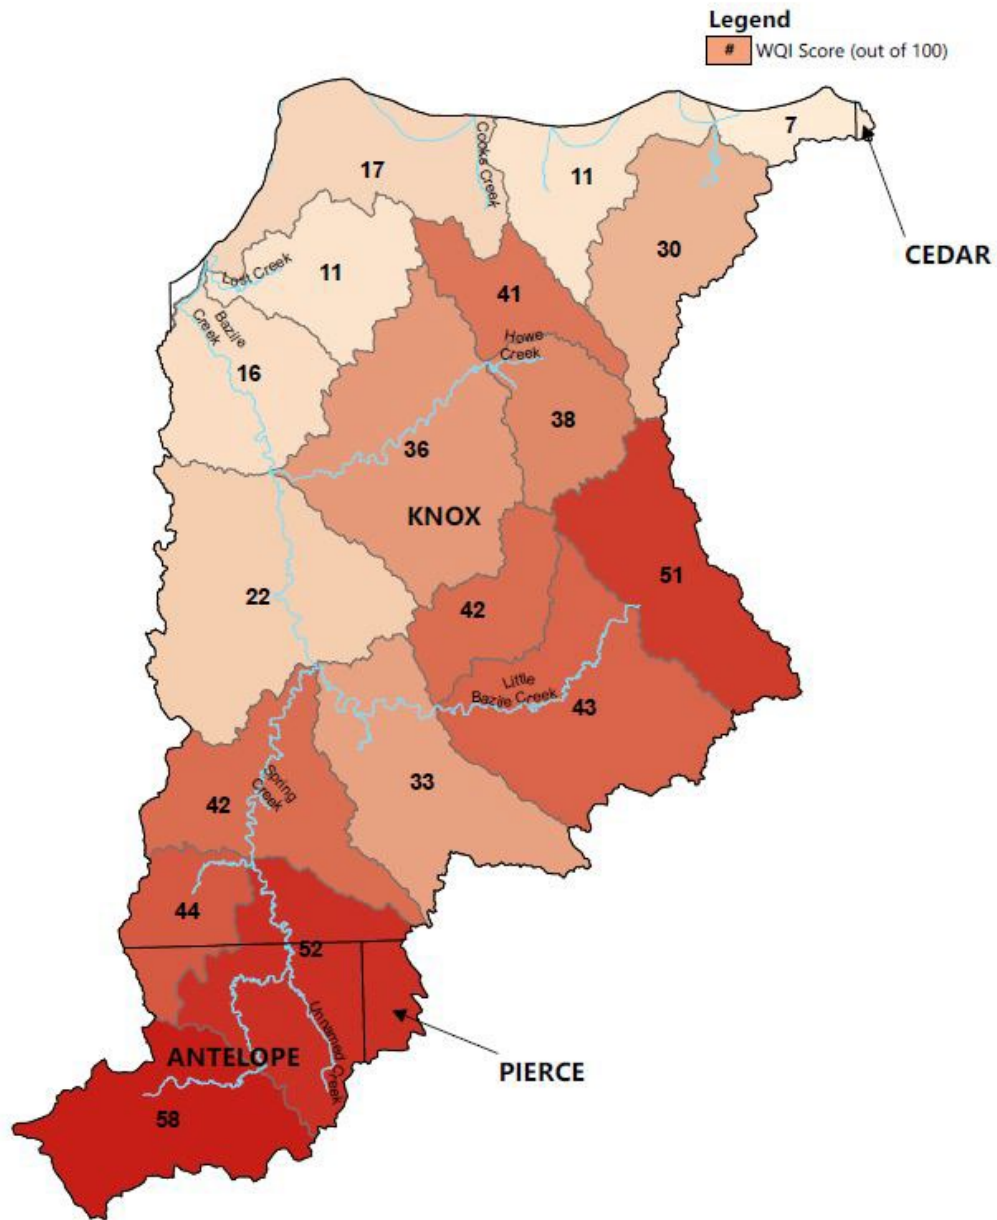 Legend
# WQI Score (out of 100)
7
CEDAR
17
Cooks Creek
11
30
Lost Creek
11
41
Bazile
Creek
16
Howe
Creek
38
36
KNOX
51
22
42
Little
Bazile Creek
43
33
Spring
Creek
42
44
52
Unnamed Creek
ANTELOPE
PIERCE
58